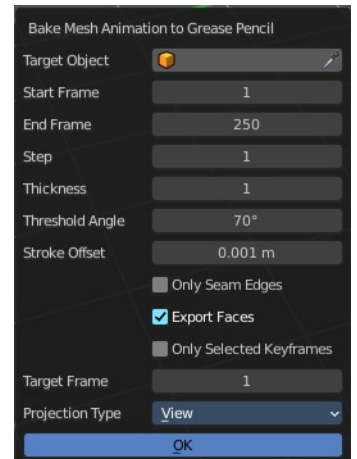 Bake Mesh Animation to Grease Pencil
Target Object
Start Frame 1
End Frame 250
Step 1
Thickness 1
Threshold Angle 70°
Stroke Offset 0.001 m
Only Seam Edges
Export Faces
Only Selected Keyframes
Target Frame 1
Projection Type View
OK